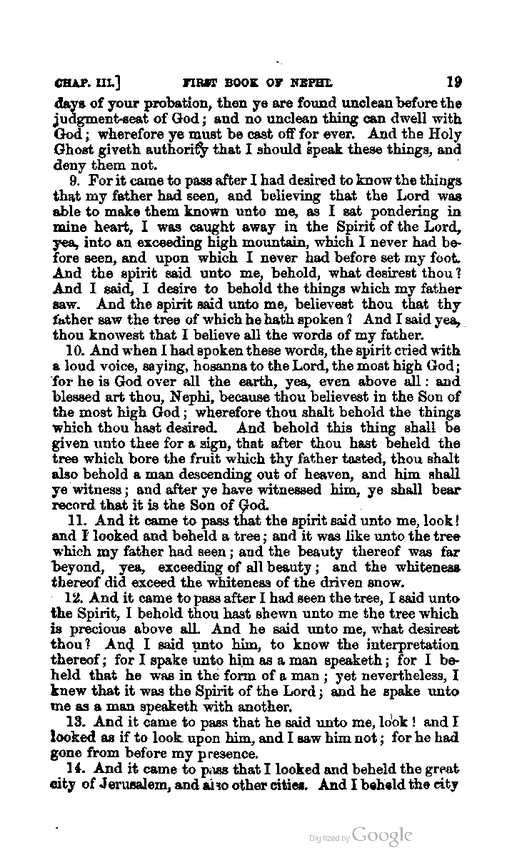 CHAP. III.] FIRST BOOK OF NEPHI. 19
days of your probation, then ye are found unclean before the
judgment-seat of God; and no unclean thing can dwell with
God; wherefore ye must be cast off for ever. And the Holy
Ghost giveth authority that I should speak these things, and
deny them not.
9. For it came to pass after I had desired to know the things
that my father had seen, and believing that the Lord was
able to make them known unto me, as I sat pondering in
mine heart, I was caught away in the Spirit of the Lord,
yea, into an exceeding high mountain, which I never had be-
fore seen, and upon which I never had before set my foot.
And the spirit said unto me, behold, what desirest thou?
And I said, I desire to behold the things which my father
saw. And the spirit said unto me, believest thou that thy
father saw the tree of which he hath spoken? And I said yea,
thou knowest that I believe all the words of my father.
10. And when I had spoken these words, the spirit cried with
a loud voice, saying, hosanna to the Lord, the most high God;
for he is God over all the earth, yea, even above all: and
blessed art thou, Nephi, because thou believest in the Son of
the most high God; wherefore thou shalt behold the things
which thou hast desired. And behold this thing shall be
given unto thee for a sign, that after thou hast beheld the
tree which bore the fruit which thy father tasted, thou shalt
also behold a man descending out of heaven, and him shall
ye witness; and after ye have witnessed him, ye shall bear
record that it is the Son of God.
11. And it came to pass that the spirit said unto me, look!
and I looked and beheld a tree; and it was like unto the tree
which my father had seen; and the beauty thereof was far
beyond, yea, exceeding of all beauty; and the whiteness
thereof did exceed the whiteness of the driven snow.
12. And it came to pass after I had seen the tree, I said unto
the Spirit, I behold thou hast shewn unto me the tree which
is precious above all. And he said unto me, what desirest
thou? And I said unto him, to know the interpretation
thereof; for I spake unto him as a man speaketh; for I be-
held that he was in the form of a man; yet nevertheless, I
knew that it was the Spirit of the Lord; and he spake unto
me as a man speaketh with another.
13. And it came to pass that he said unto me, look! and I
looked as if to look upon him, and I saw him not; for he had
gone from before my presence.
14. And it came to pass that I looked and beheld the great
city of Jerusalem, and also other cities. And I beheld the city
Digitized by Google